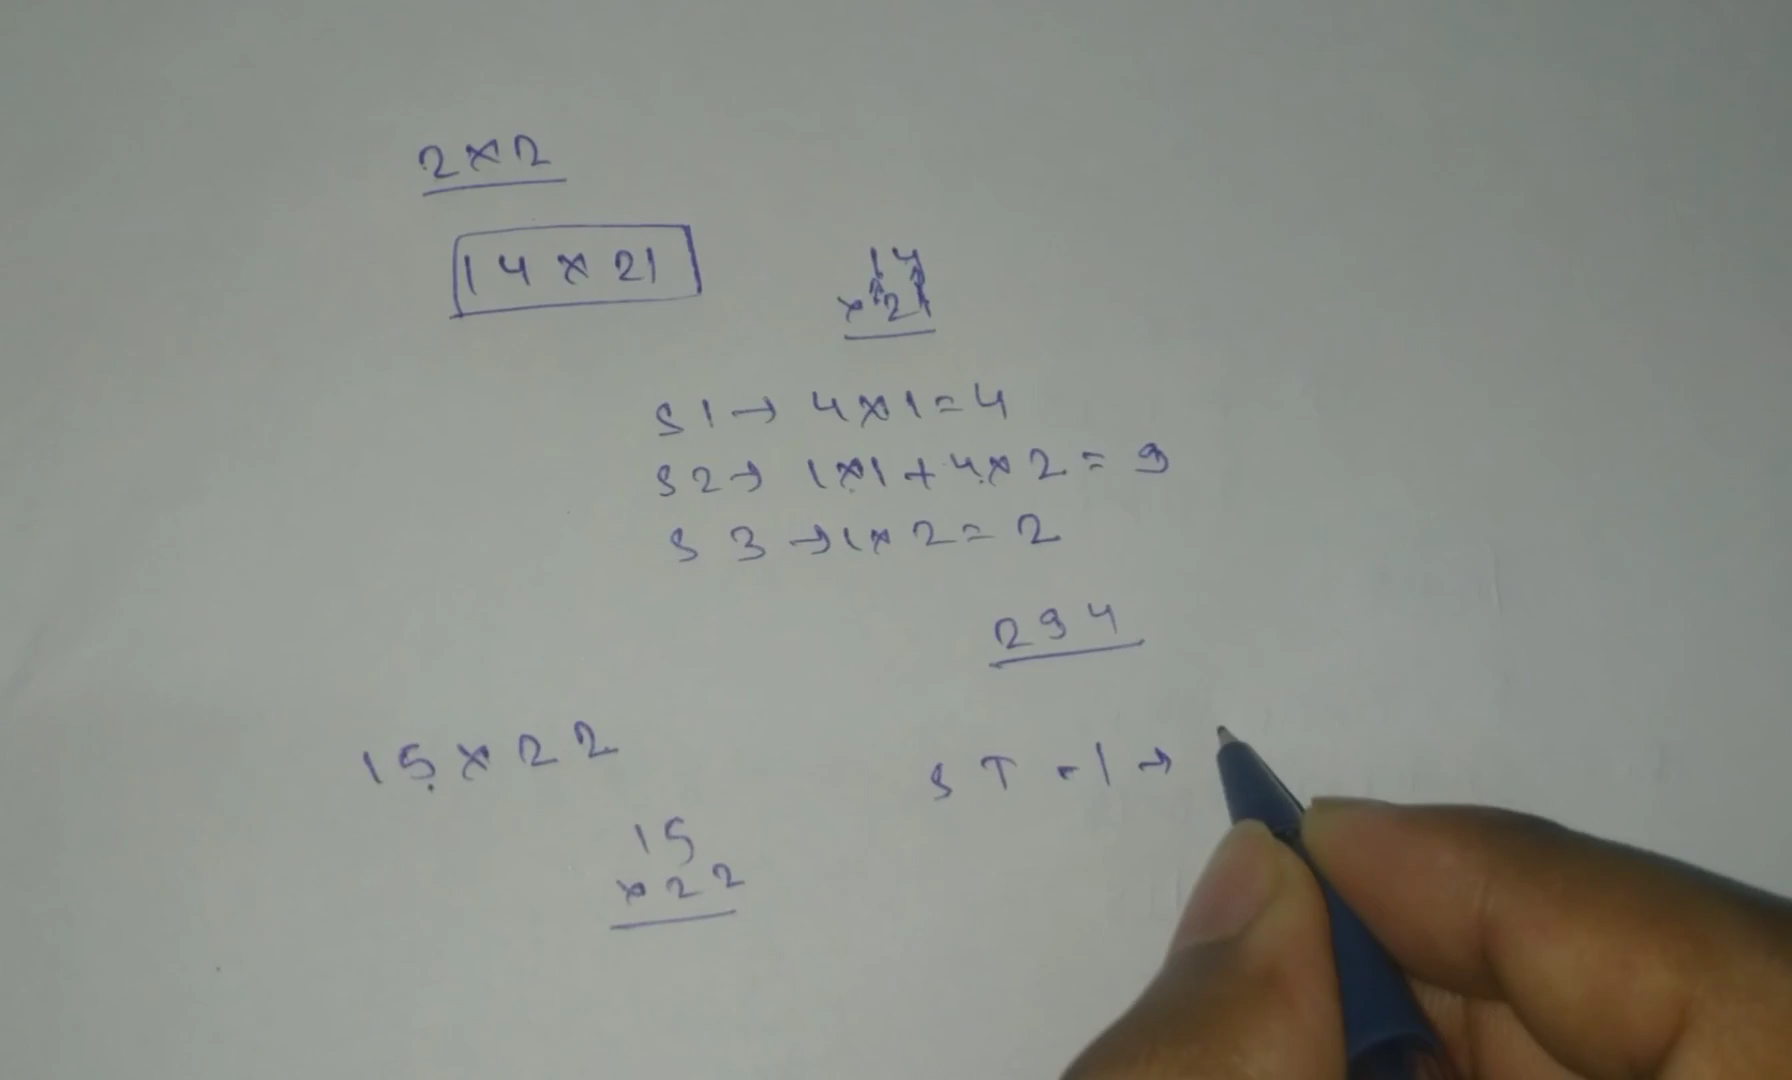 2×2
14×21
14
×21
S1→ 4×1=4
S2→ 1×1+4×2=9
S3→1×2=2
294
15×22
15
×22
ST-1→